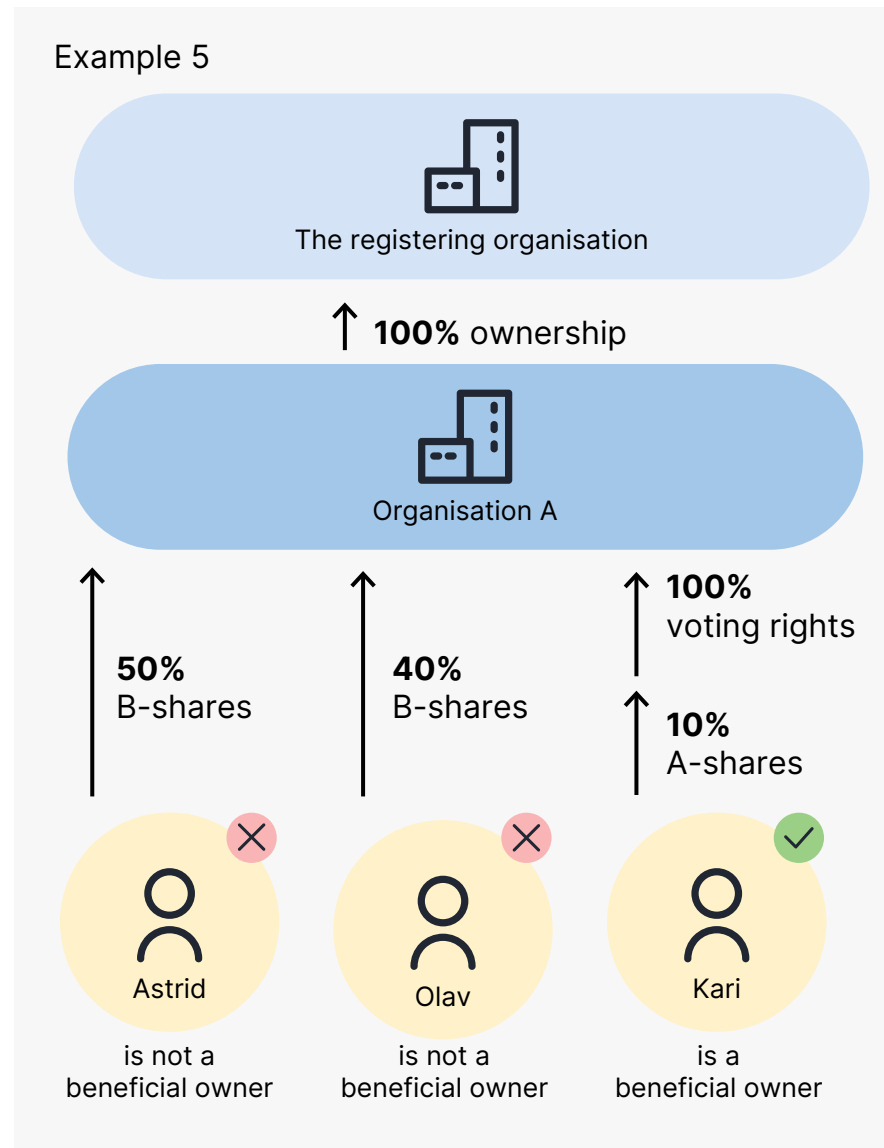 Example 5
The registering organisation
100% ownership
Organisation A
50%
B-shares
40%
B-shares
100%
voting rights
10%
A-shares
Astrid
is not a
beneficial owner
Olav
is not a
beneficial owner
Kari
is a
beneficial owner